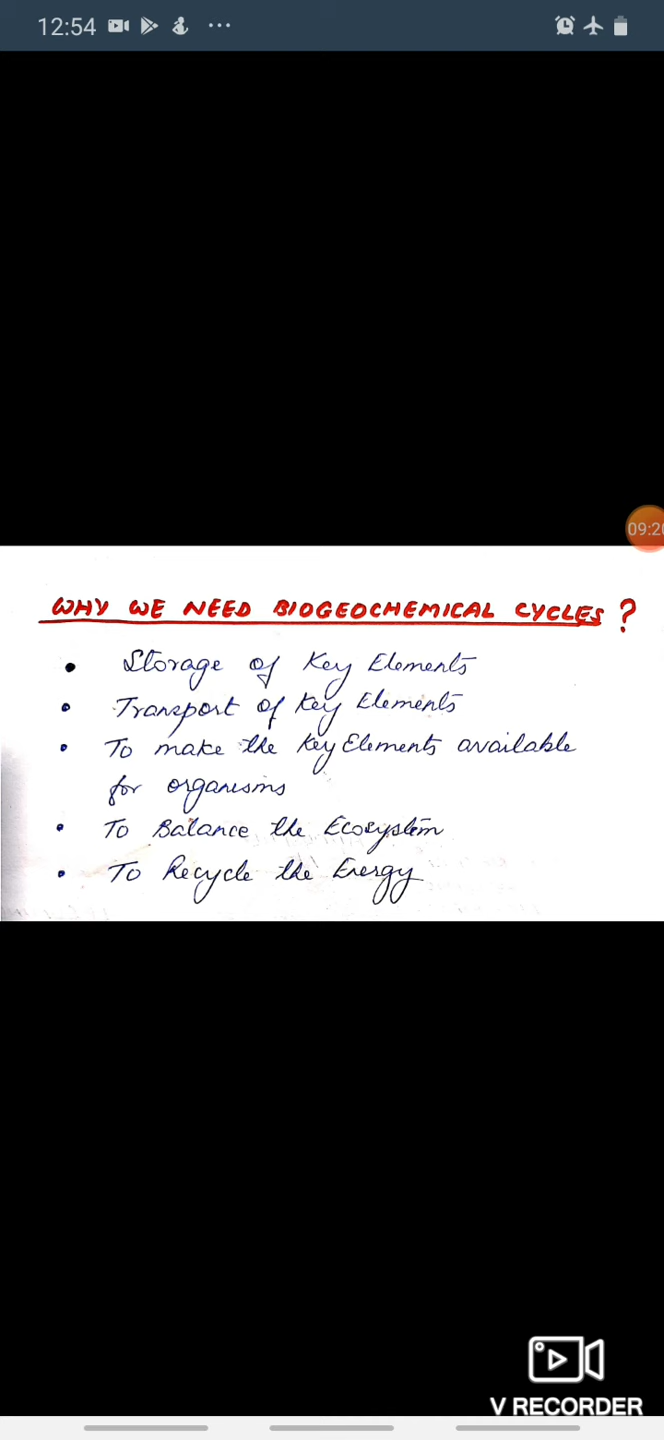 12:54
09:20
WHY WE NEED BIOGEOCHEMICAL CYCLES ?
• Storage of Key Elements
• Transport of Key Elements
• To make the Key Elements available
for organisms
• To Balance the Ecosystem
• To Recycle the Energy
V RECORDER